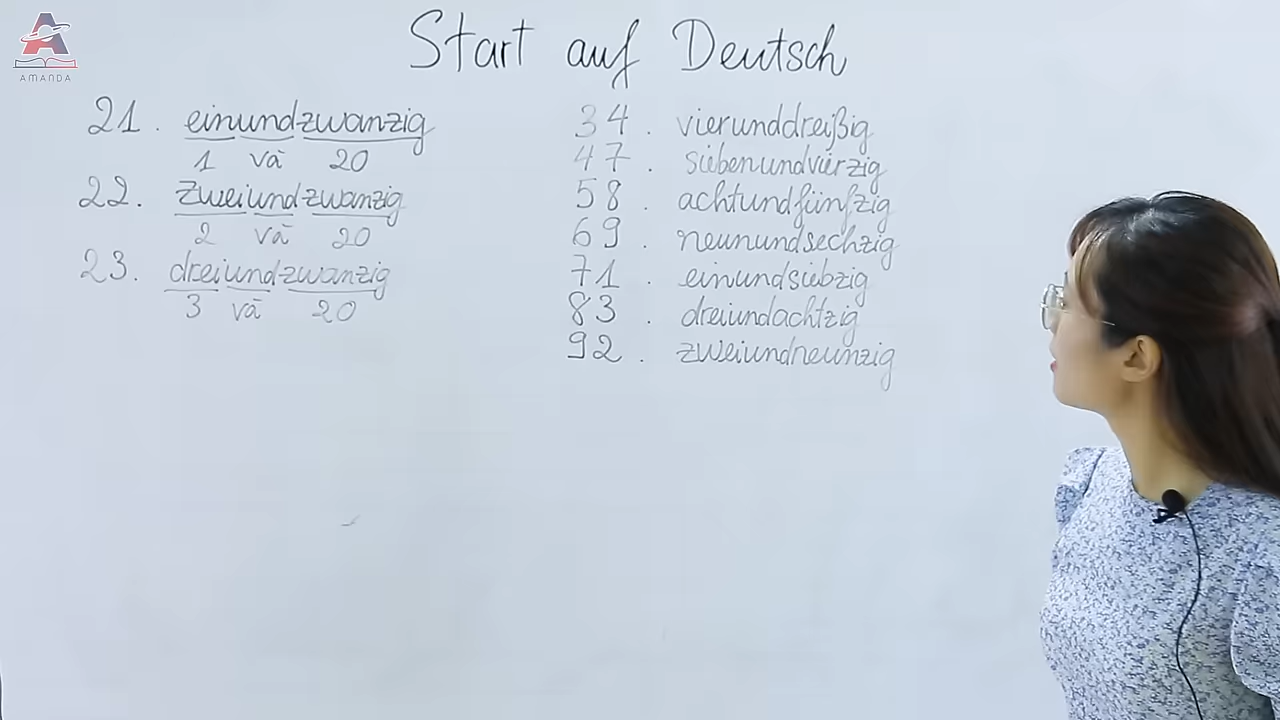 AMANDA
Start auf Deutsch
21. einundzwanzig
1 và 20
22. zweiundzwanzig
2 và 20
23. dreiundzwanzig
3 và 20
34. vierunddreißig
47. siebenundvierzig
58. achtundfünfzig
69. neunundsechzig
71. einundsiebzig
83. dreiundachtzig
92. zweiundneunzig